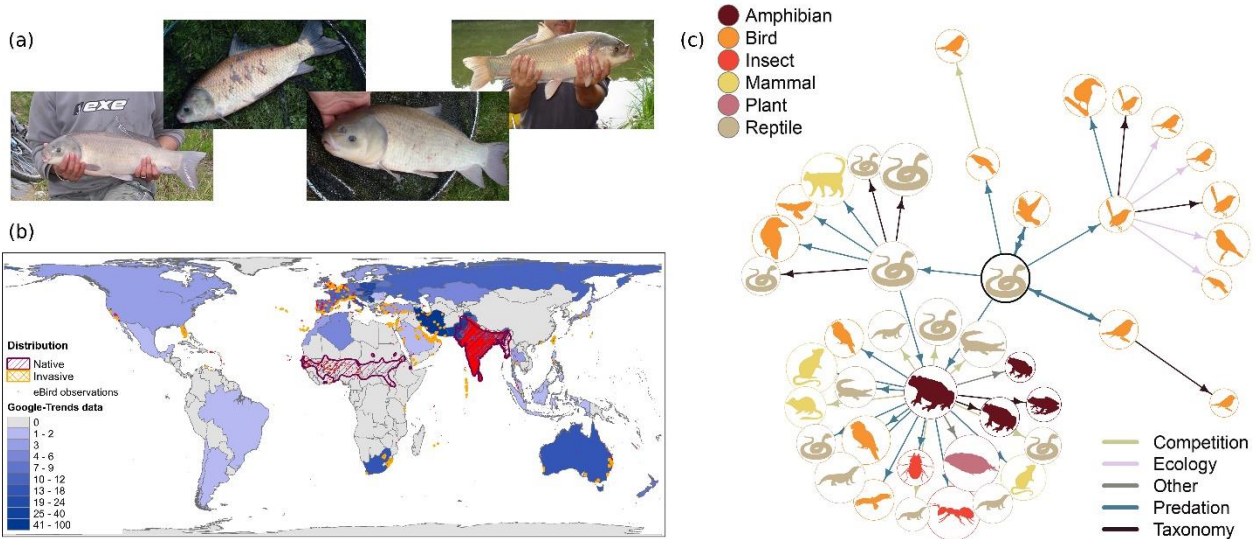 (a)
exe
(b)
Distribution
Native
Invasive
eBird observations
Google-Trends data
0
1 - 2
3
4 - 6
7 - 9
10 - 12
13 - 18
19 - 24
25 - 40
41 - 100
(c)
Amphibian
Bird
Insect
Mammal
Plant
Reptile
Competition
Ecology
Other
Predation
Taxonomy